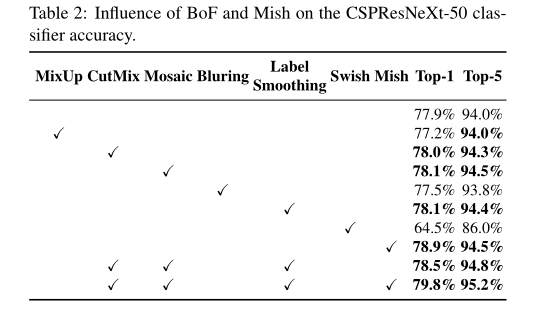 Table 2: Influence of BoF and Mish on the CSPResNeXt-50 clas-
sifier accuracy.
MixUp CutMix Mosaic Bluring Label Smoothing Swish Mish Top-1 Top-5
77.9% 94.0%
✓ 77.2% 94.0%
✓ 78.0% 94.3%
✓ 78.1% 94.5%
✓ 77.5% 93.8%
✓ 78.1% 94.4%
✓ 64.5% 86.0%
✓ 78.9% 94.5%
✓ ✓ ✓ 78.5% 94.8%
✓ ✓ ✓ ✓ 79.8% 95.2%